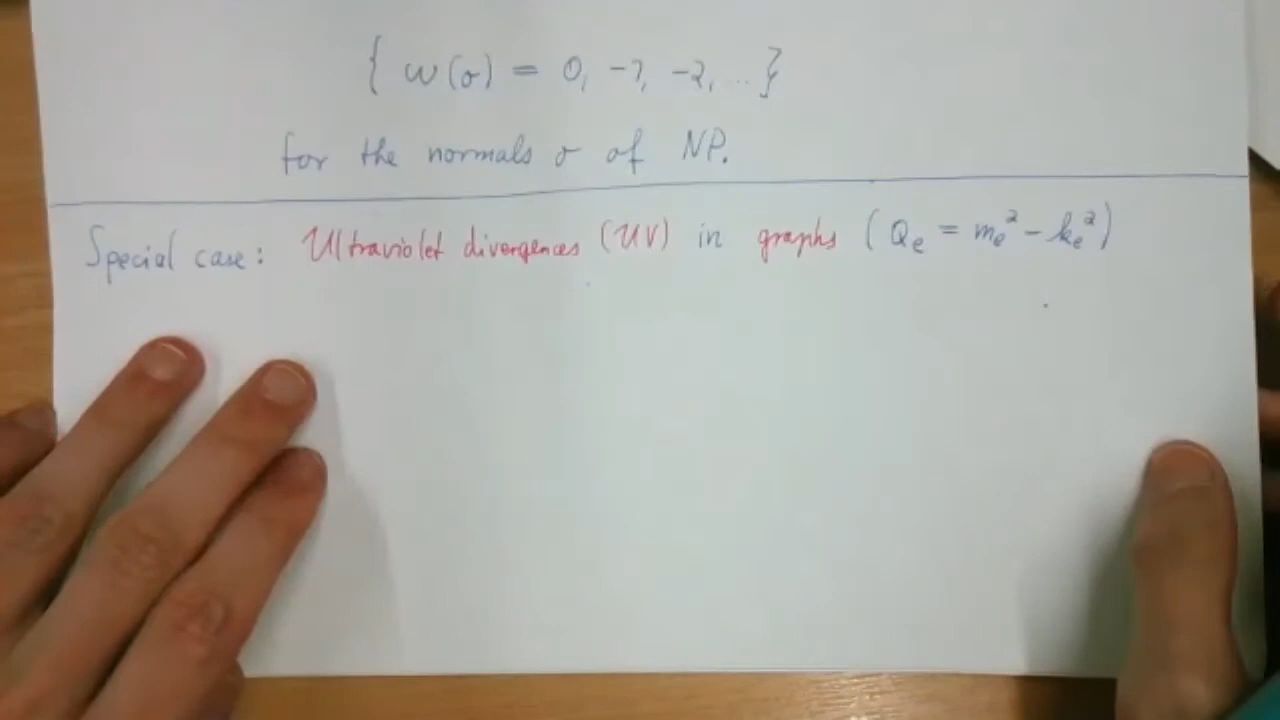 { ω(σ) = 0, -1, -2, ... }
for the normals σ of NP.
Special case: Ultraviolet divergences (UV) in graphs ( Qₑ = mₑ² - kₑ² )